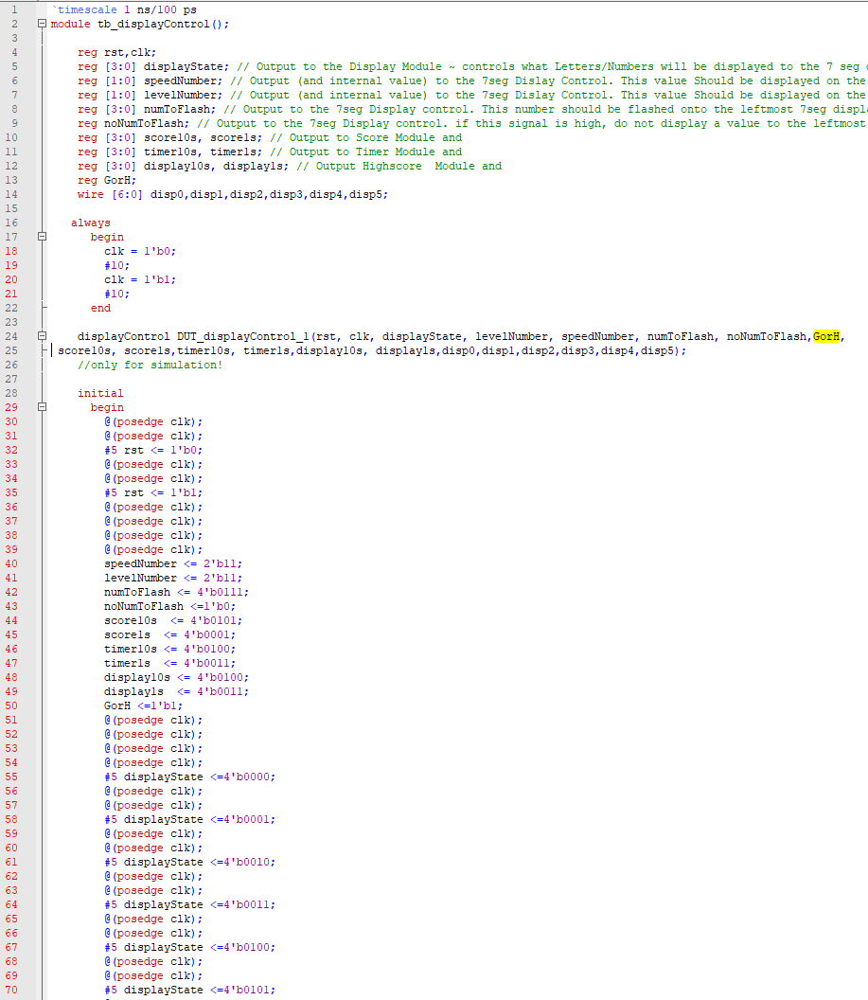 1 `timescale 1 ns/100 ps
2 module tb_displayControl();
3
4 reg rst,clk;
5 reg [3:0] displayState; // Output to the Display Module ~ controls what Letters/Numbers will be displayed to the 7 seg
6 reg [1:0] speedNumber; // Output (and internal value) to the 7seg Dislay Control. This value Should be displayed on the
7 reg [1:0] levelNumber; // Output (and internal value) to the 7seg Dislay Control. This value Should be displayed on the
8 reg [3:0] numToFlash; // Output to the 7seg Display control. This number should be flashed onto the leftmost 7seg displ
9 reg noNumToFlash; // Output to the 7seg Display control. if this signal is high, do not display a value to the leftmost
10 reg [3:0] score10s, score1s; // Output to Score Module and
11 reg [3:0] timer10s, timer1s; // Output to Timer Module and
12 reg [3:0] display10s, display1s; // Output Highscore  Module and
13 reg GorH;
14 wire [6:0] disp0,disp1,disp2,disp3,disp4,disp5;
15
16 always
17 begin
18 clk = 1'b0;
19 #10;
20 clk = 1'b1;
21 #10;
22 end
23
24 displayControl DUT_displayControl_1(rst, clk, displayState, levelNumber, speedNumber, numToFlash, noNumToFlash,GorH,
25 score10s, score1s,timer10s, timer1s,display10s, display1s,disp0,disp1,disp2,disp3,disp4,disp5);
26 //only for simulation!
27
28 initial
29 begin
30 @(posedge clk);
31 @(posedge clk);
32 #5 rst <= 1'b0;
33 @(posedge clk);
34 @(posedge clk);
35 #5 rst <= 1'b1;
36 @(posedge clk);
37 @(posedge clk);
38 @(posedge clk);
39 @(posedge clk);
40 speedNumber <= 2'b11;
41 levelNumber <= 2'b11;
42 numToFlash <= 4'b0111;
43 noNumToFlash <=1'b0;
44 score10s  <= 4'b0101;
45 score1s  <= 4'b0001;
46 timer10s <= 4'b0100;
47 timer1s  <= 4'b0011;
48 display10s <= 4'b0100;
49 display1s  <= 4'b0011;
50 GorH <=1'b1;
51 @(posedge clk);
52 @(posedge clk);
53 @(posedge clk);
54 @(posedge clk);
55 #5 displayState <=4'b0000;
56 @(posedge clk);
57 @(posedge clk);
58 #5 displayState <=4'b0001;
59 @(posedge clk);
60 @(posedge clk);
61 #5 displayState <=4'b0010;
62 @(posedge clk);
63 @(posedge clk);
64 #5 displayState <=4'b0011;
65 @(posedge clk);
66 @(posedge clk);
67 #5 displayState <=4'b0100;
68 @(posedge clk);
69 @(posedge clk);
70 #5 displayState <=4'b0101;